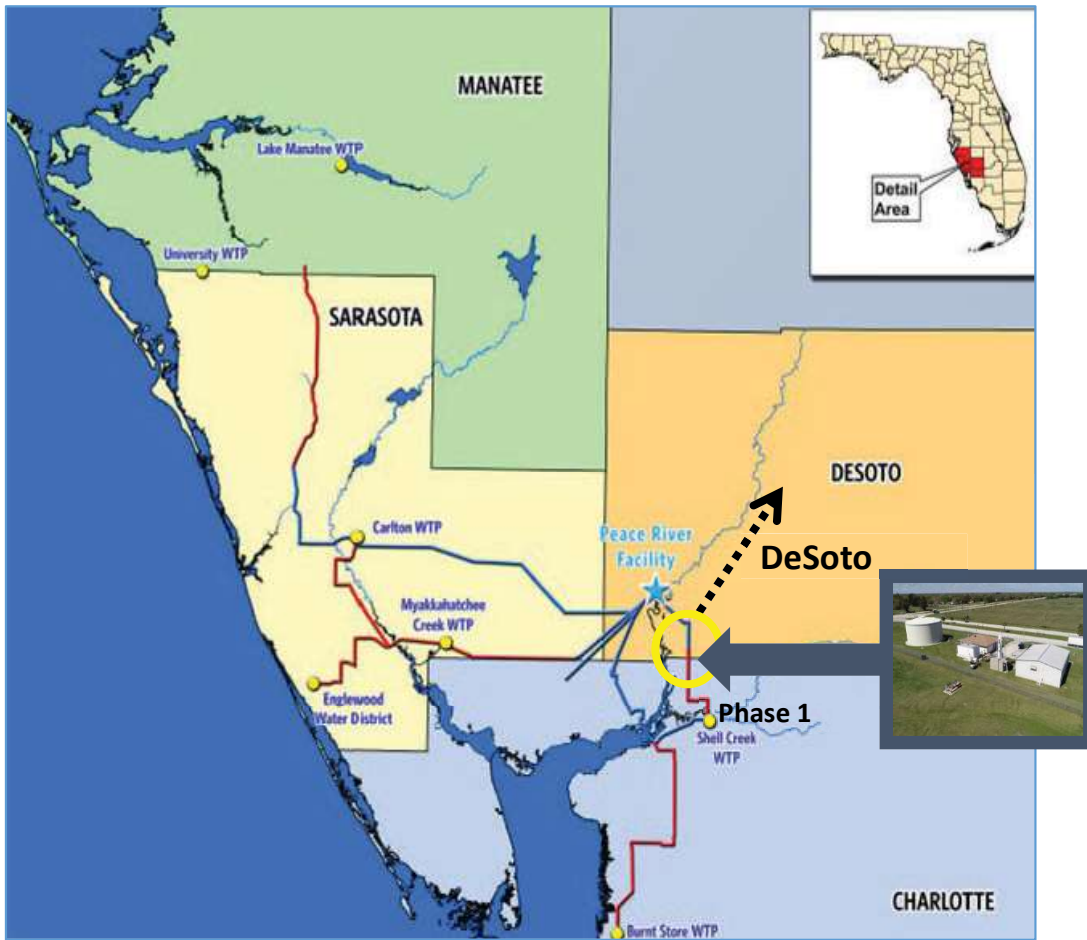 MANATEE
Lake Manatee WTP
Detail
Area
University WTP
SARASOTA
DESOTO
Carlton WTP
Peace River
Facility
DeSoto
Myakkahatchee
Creek WTP
Englewood
Water District
Phase 1
Shell Creek
WTP
CHARLOTTE
Burnt Store WTP